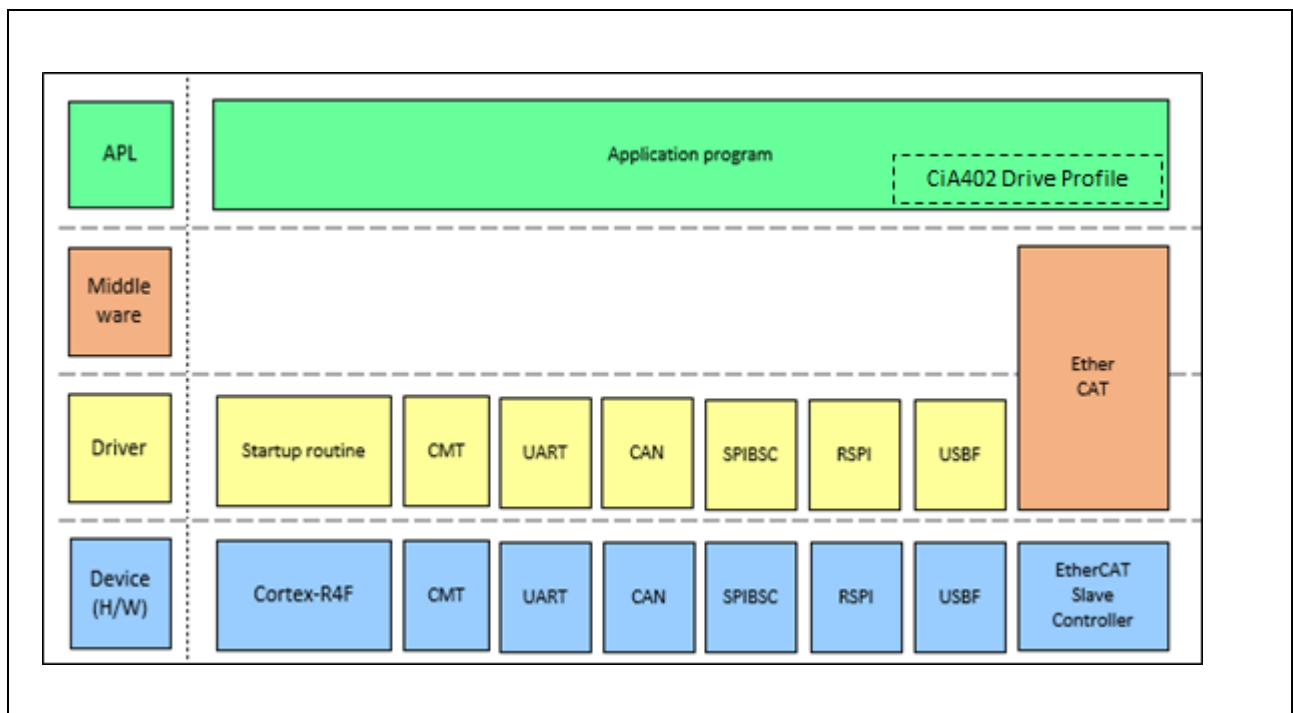 APL
Application program
CiA402 Drive Profile
Middle
ware
Ether
CAT
Driver
Startup routine
CMT
UART
CAN
SPIBSC
RSPI
USBF
Device
(H/W)
Cortex-R4F
CMT
UART
CAN
SPIBSC
RSPI
USBF
EtherCAT
Slave
Controller